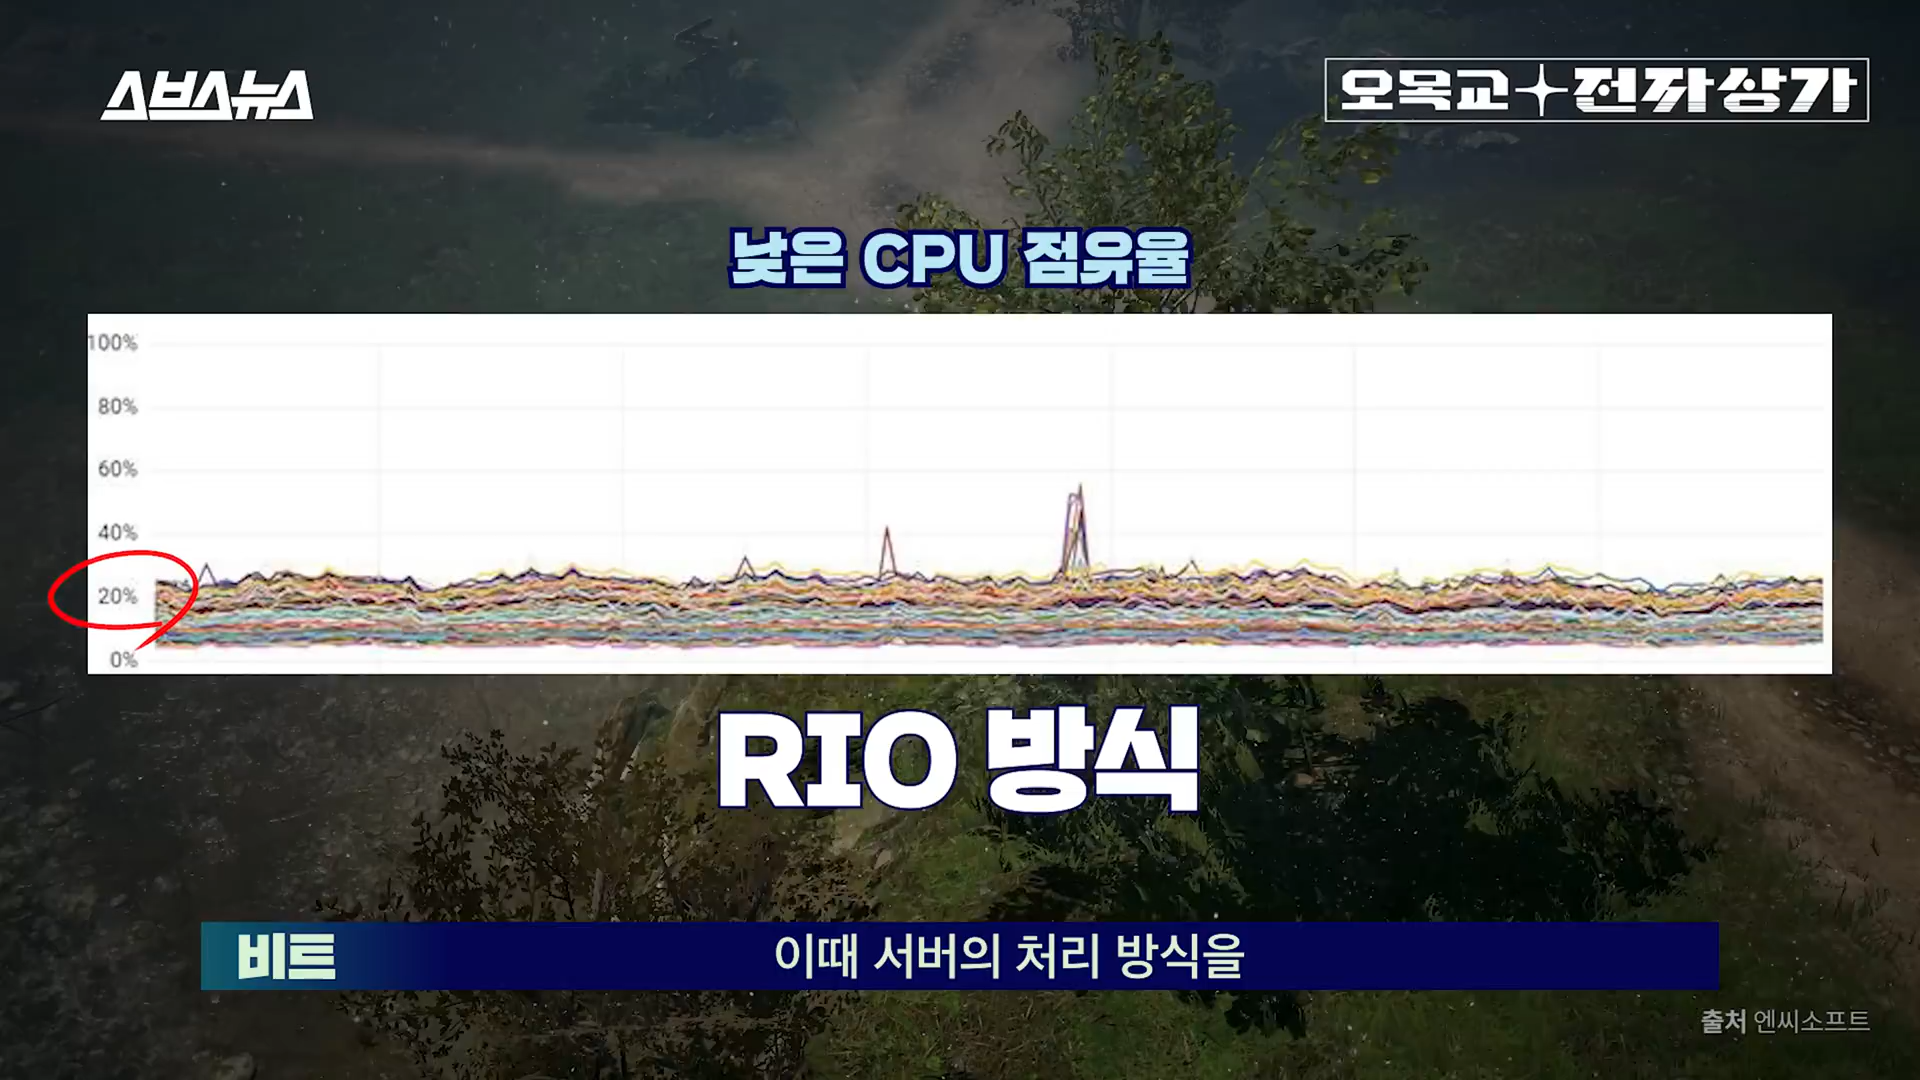 스브스뉴스
오목교 전자상가
낮은 CPU 점유율
100%
80%
60%
40%
20%
0%
RIO 방식
비트
이때 서버의 처리 방식을
출처 엔씨소프트